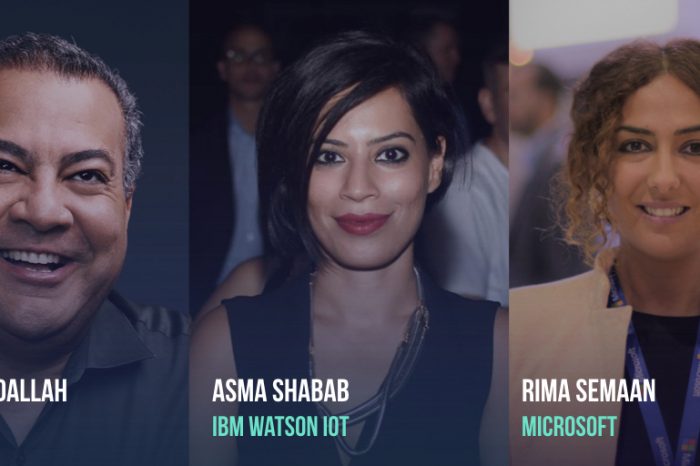 DALLAH
ASMA SHABAB
IBM WATSON IOT
RIMA SEMAAN
MICROSOFT